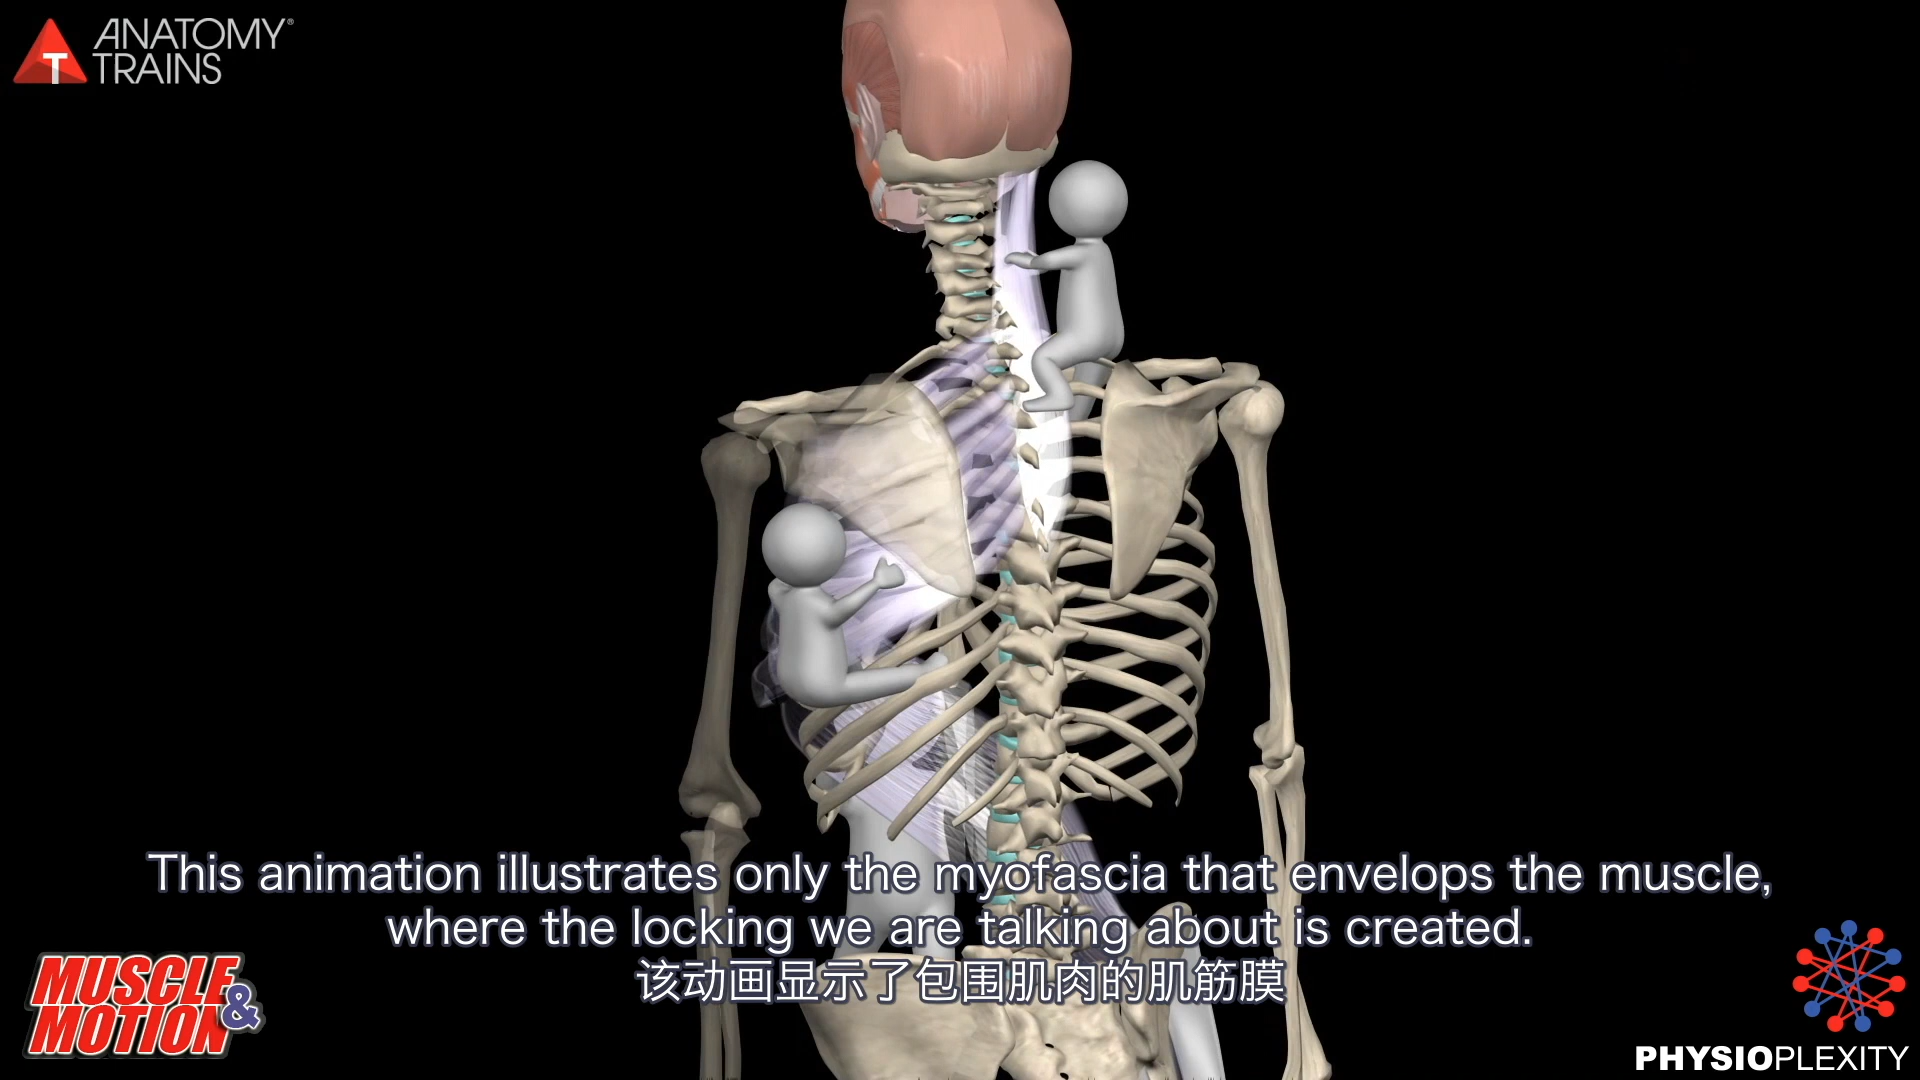 ANATOMY®
TRAINS
T
This animation illustrates only the myofascia that envelops the muscle,
where the locking we are talking about is created.
该动画显示了包围肌肉的肌筋膜
MUSCLE &
MOTION
PHYSIOPLEXITY